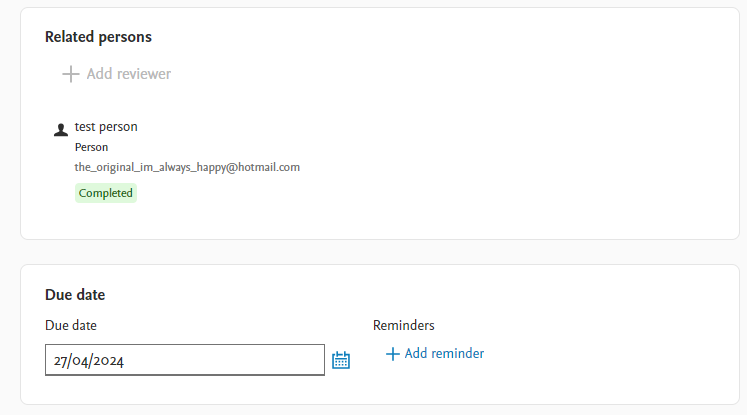 Related persons
Add reviewer
test person
Person
the_original_im_always_happy@hotmail.com
Completed
Due date
Due date
Reminders
27/04/2024
Add reminder